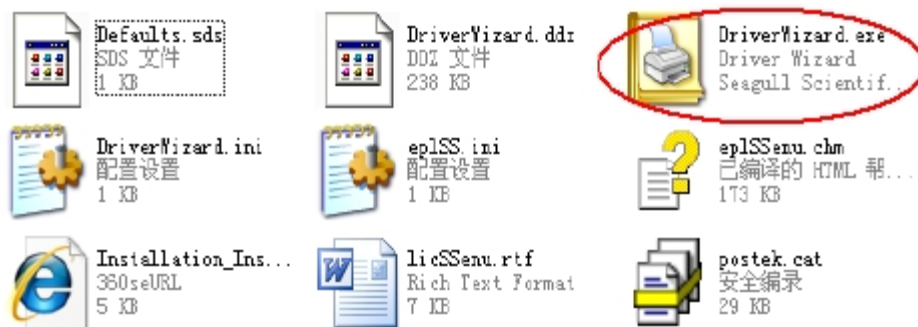 Defaults.sds
SDS 文件
1 KB
DriverWizard.ddz
DDZ 文件
238 KB
DriverWizard.exe
Driver Wizard
Seagull Scientif...
DriverWizard.ini
配置设置
1 KB
eplSS.ini
配置设置
1 KB
eplSSenu.chm
已编译的 HTML 帮...
173 KB
Installation_Ins...
360seURL
5 KB
licSSenu.rtf
Rich Text Format
7 KB
postek.cat
安全编录
29 KB